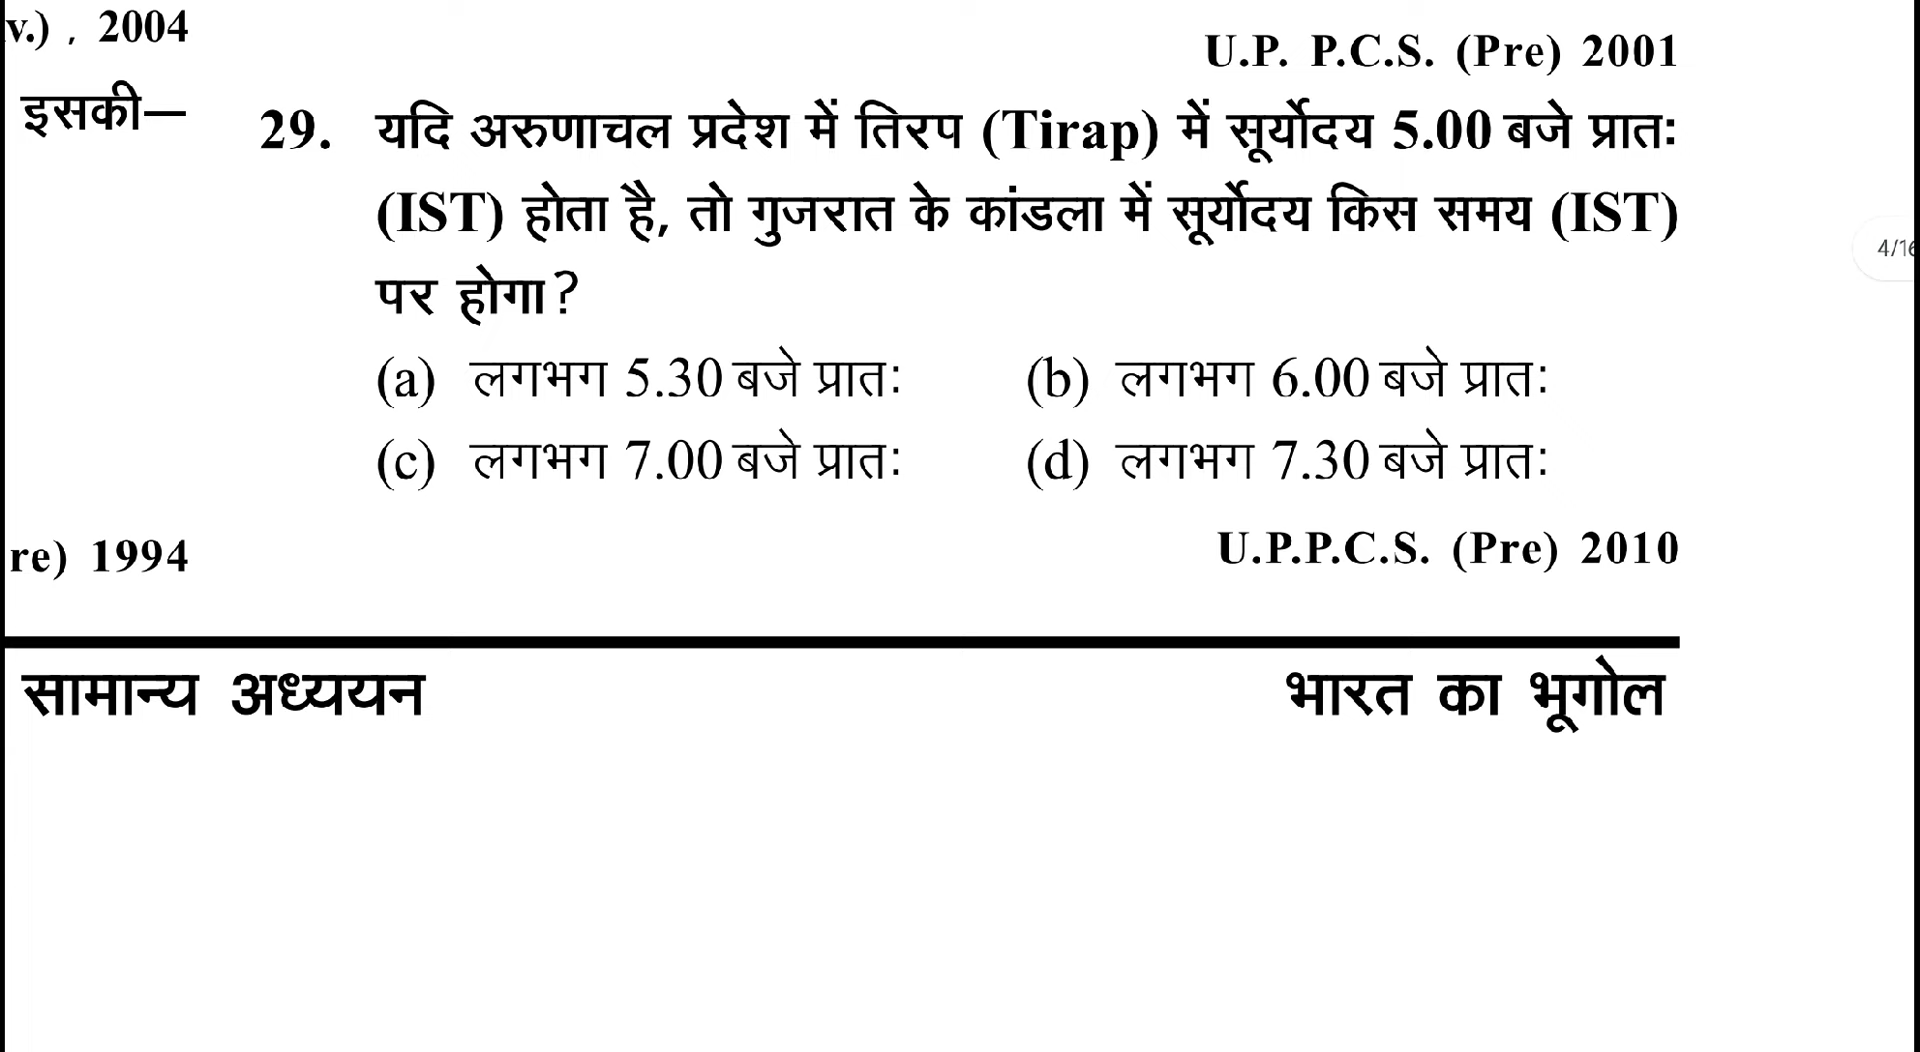 v.) , 2004
U.P. P.C.S. (Pre) 2001
इसकी—
29. यदि अरुणाचल प्रदेश में तिरप (Tirap) में सूर्योदय 5.00 बजे प्रातः
(IST) होता है, तो गुजरात के कांडला में सूर्योदय किस समय (IST)
पर होगा?
(a) लगभग 5.30 बजे प्रातः (b) लगभग 6.00 बजे प्रातः
(c) लगभग 7.00 बजे प्रातः (d) लगभग 7.30 बजे प्रातः
re) 1994
U.P.P.C.S. (Pre) 2010
सामान्य अध्ययन भारत का भूगोल
4/16